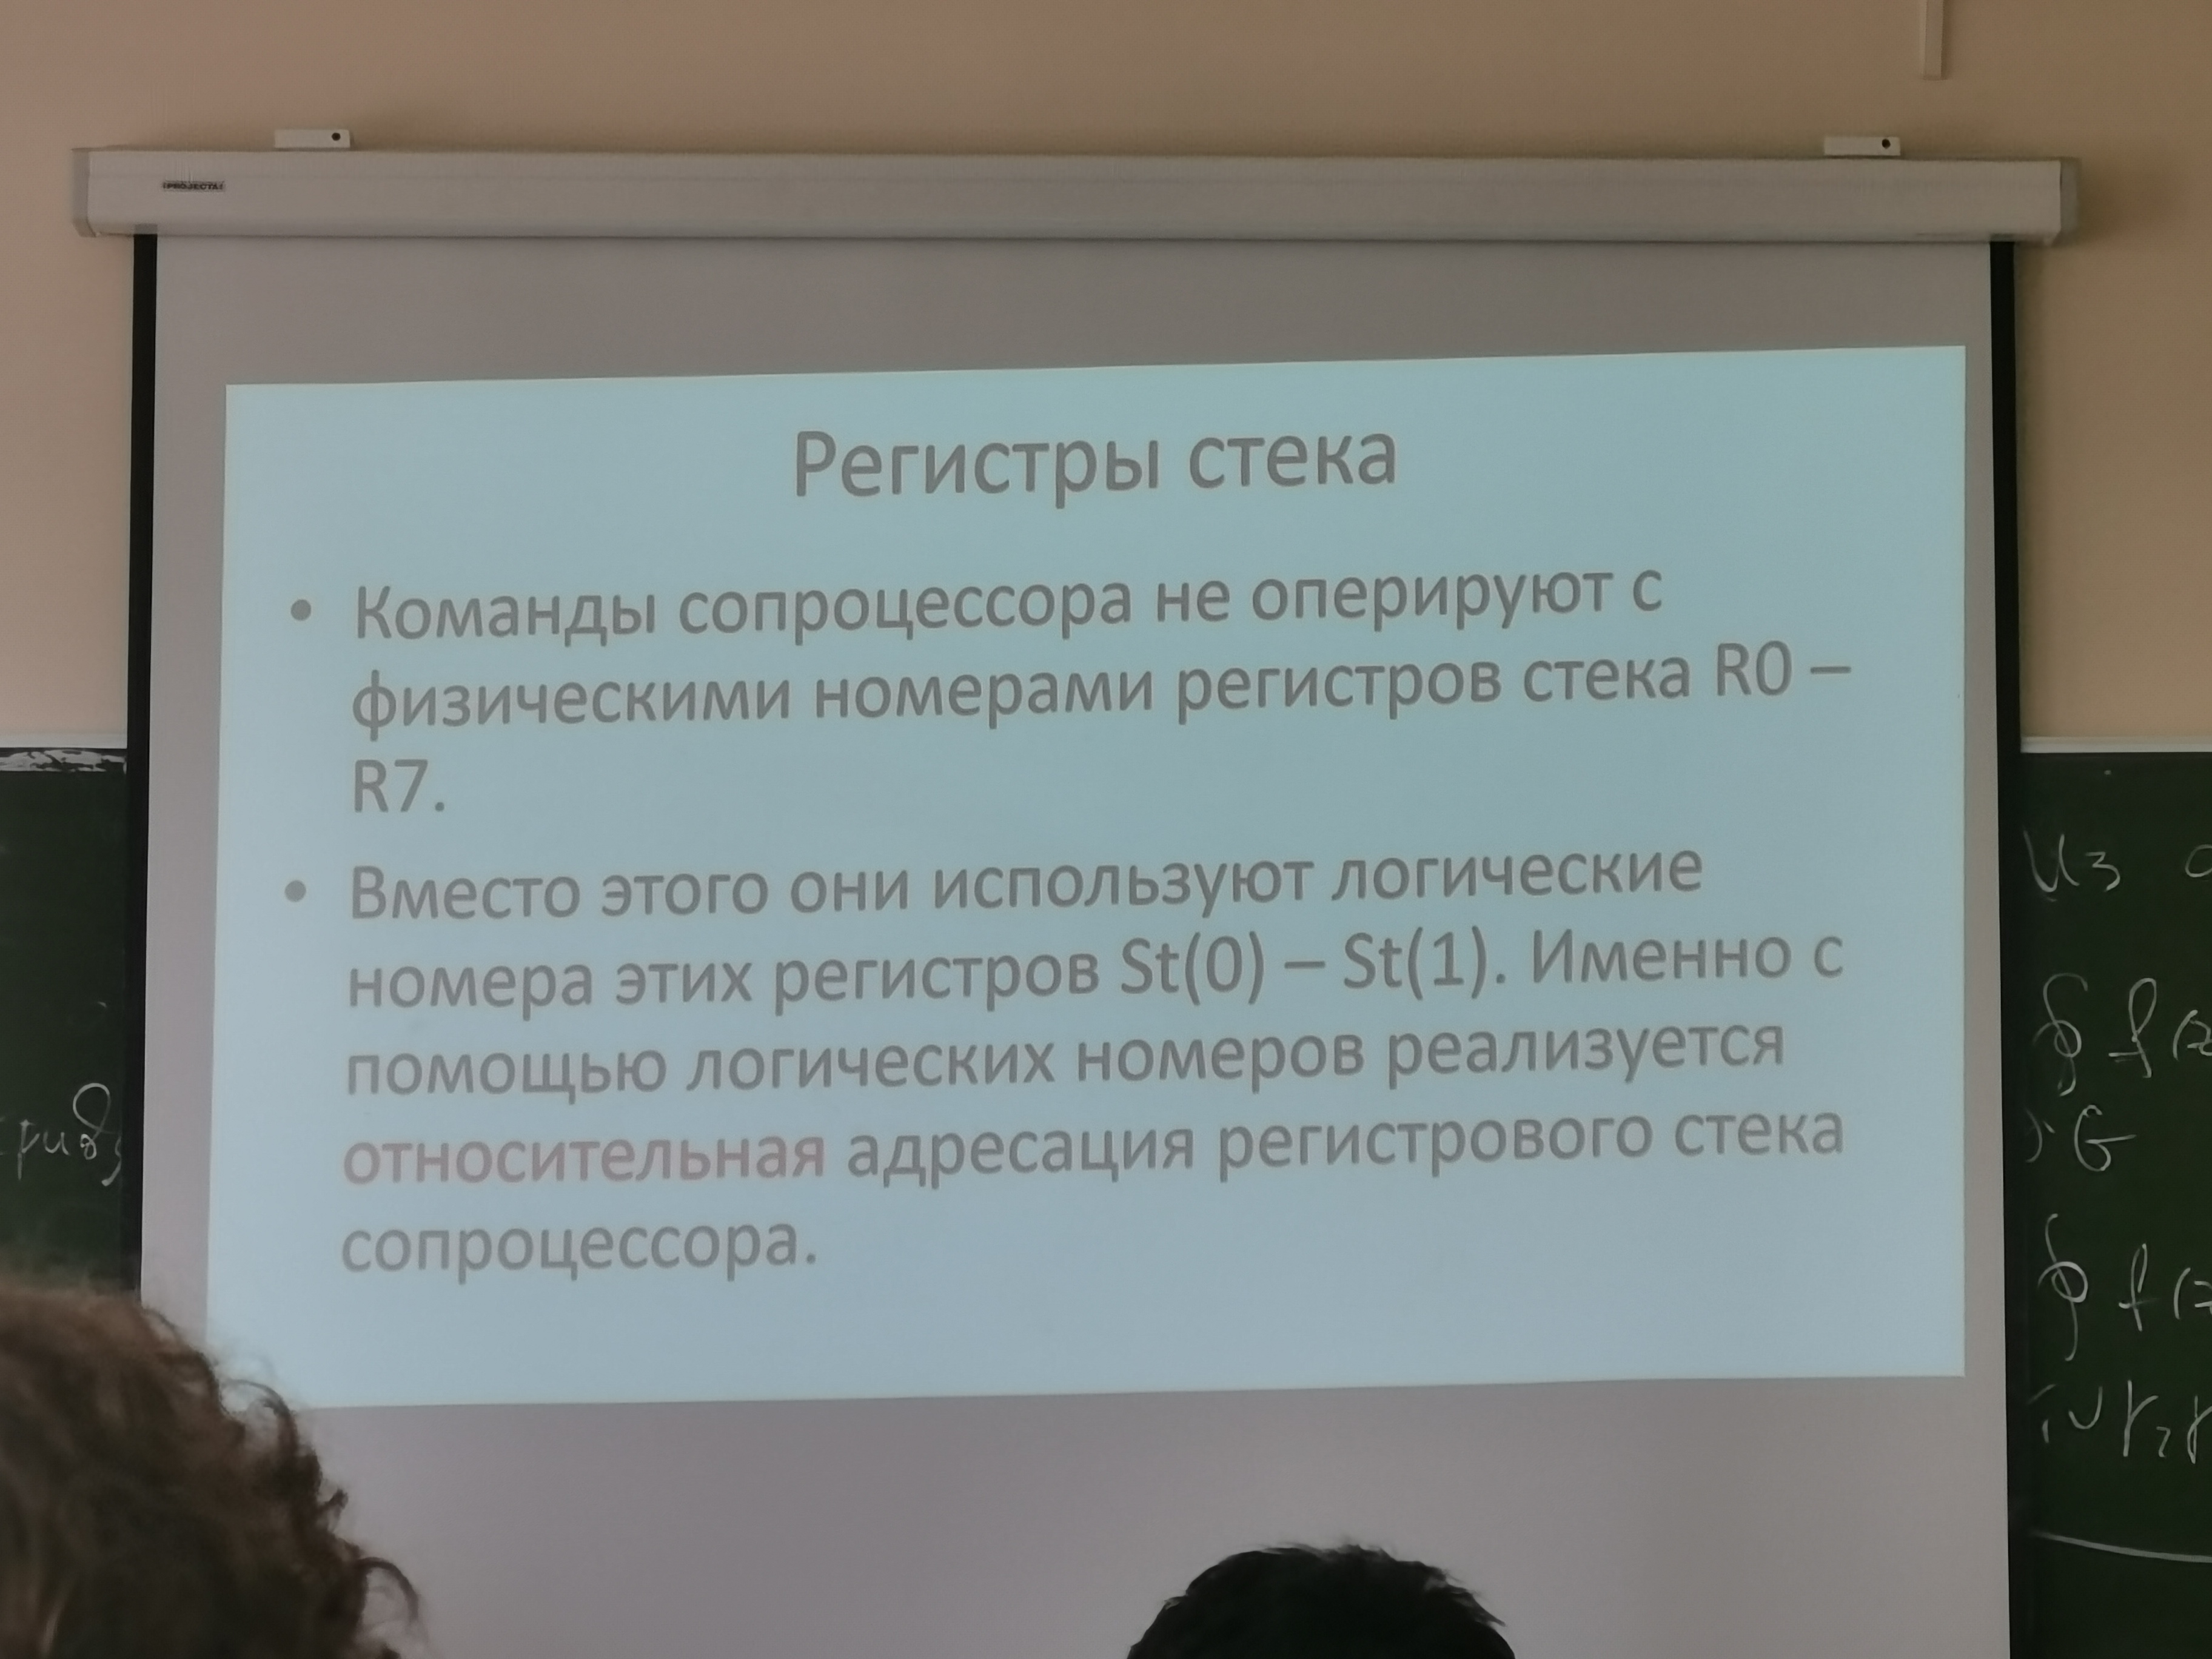 PROJECTA
Регистры стека
• Команды сопроцессора не оперируют с
физическими номерами регистров стека R0 –
R7.
• Вместо этого они используют логические
номера этих регистров St(0) – St(1). Именно с
помощью логических номеров реализуется
относительная адресация регистрового стека
сопроцессора.
Из